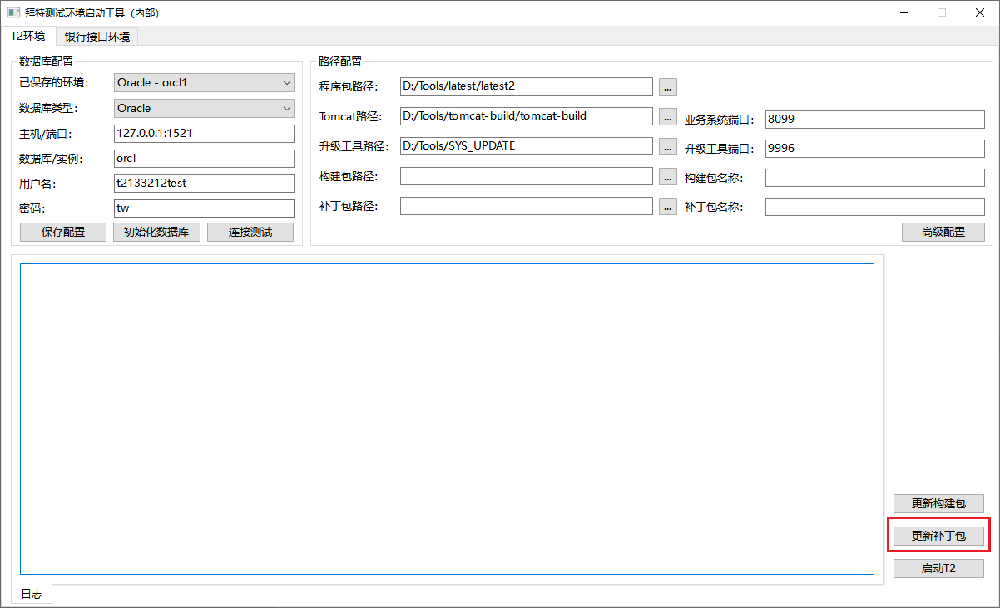 拜特测试环境启动工具（内部）
T2环境 银行接口环境
数据库配置
已保存的环境： Oracle - orcl1
数据库类型： Oracle
主机/端口： 127.0.0.1:1521
数据库/实例： orcl
用户名： t2133212test
密码： tw
保存配置 初始化数据库 连接测试
路径配置
程序包路径： D:/Tools/latest/latest2 ...
Tomcat路径： D:/Tools/tomcat-build/tomcat-build ... 业务系统端口： 8099
升级工具路径： D:/Tools/SYS_UPDATE ... 升级工具端口： 9996
构建包路径： ... 构建包名称：
补丁包路径： ... 补丁包名称：
高级配置
更新构建包
更新补丁包
启动T2
日志